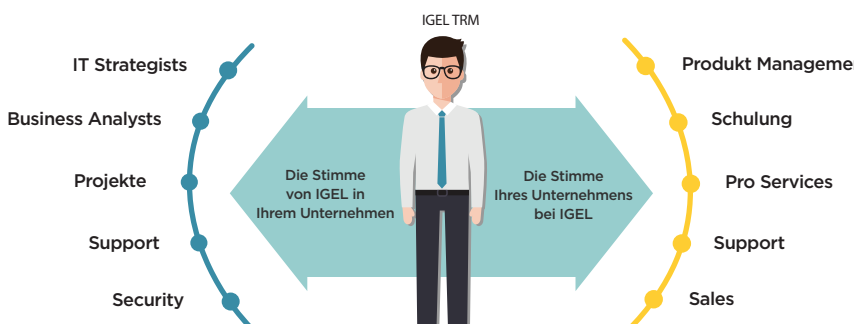 IGEL TRM
IT Strategists
Business Analysts
Projekte
Support
Security
Die Stimme
von IGEL in
Ihrem Unternehmen
Die Stimme
Ihres Unternehmens
bei IGEL
Produkt Manageme
Schulung
Pro Services
Support
Sales